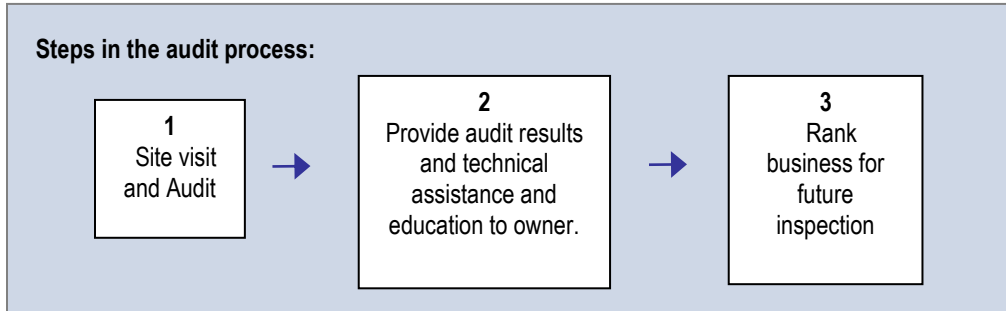 Steps in the audit process:
1
Site visit
and Audit
2
Provide audit results
and technical
assistance and
education to owner.
3
Rank
business for
future
inspection